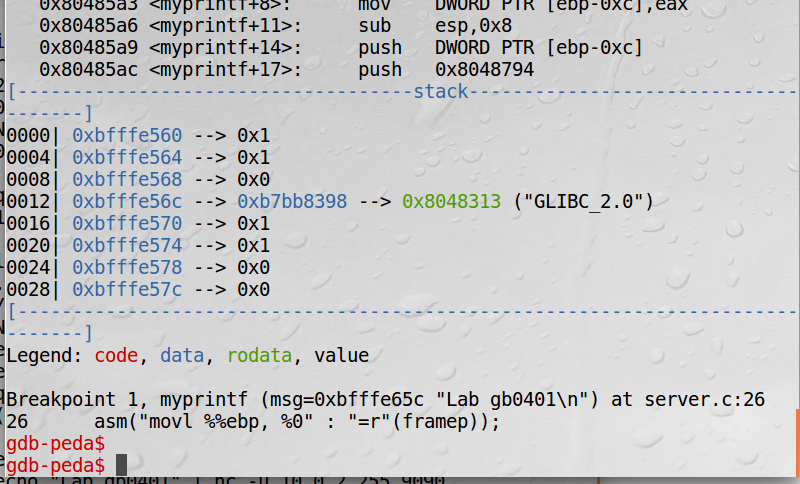 0x80485a3 <myprintf+8>: mov DWORD PTR [ebp-0xc],eax
0x80485a6 <myprintf+11>: sub esp,0x8
0x80485a9 <myprintf+14>: push DWORD PTR [ebp-0xc]
0x80485ac <myprintf+17>: push 0x8048794
[------------------------------------stack------------------------------
-------]
0000| 0xbfffe560 --> 0x1
0004| 0xbfffe564 --> 0x1
0008| 0xbfffe568 --> 0x0
0012| 0xbfffe56c --> 0xb7bb8398 --> 0x8048313 ("GLIBC_2.0")
0016| 0xbfffe570 --> 0x1
0020| 0xbfffe574 --> 0x1
0024| 0xbfffe578 --> 0x0
0028| 0xbfffe57c --> 0x0
[-----------------------------------------------------------------------
-------]
Legend: code, data, rodata, value
Breakpoint 1, myprintf (msg=0xbfffe65c "Lab gb0401\n") at server.c:26
26 asm("movl %%ebp, %0" : "=r"(framep));
gdb-peda$
gdb-peda$
echo "Lab gb0401" | nc -u 10.0.2.255 9090